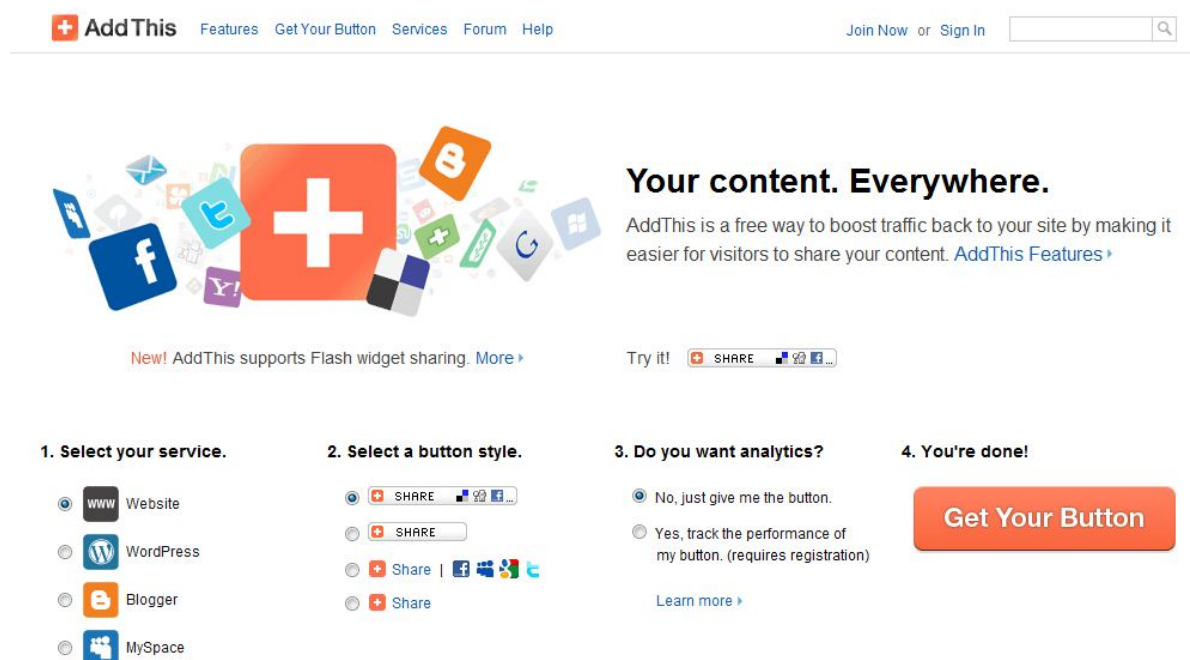 AddThis Features Get Your Button Services Forum Help Join Now or Sign In
Your content. Everywhere.
AddThis is a free way to boost traffic back to your site by making it
easier for visitors to share your content. AddThis Features
New! AddThis supports Flash widget sharing. More
Try it! SHARE ...
1. Select your service.
Website
WordPress
Blogger
MySpace
2. Select a button style.
SHARE ...
SHARE
Share |
Share
3. Do you want analytics?
No, just give me the button.
Yes, track the performance of
my button. (requires registration)
Learn more
4. You're done!
Get Your Button